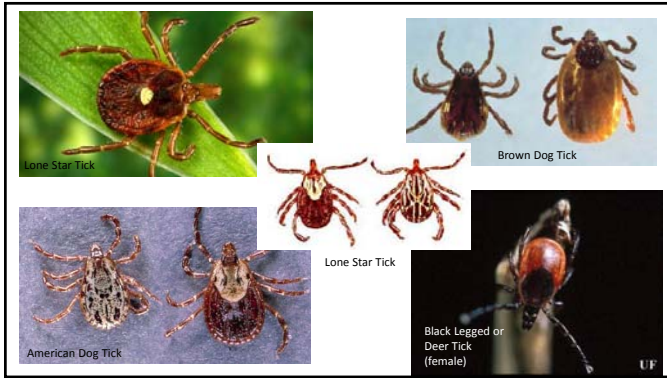 Lone Star Tick
Brown Dog Tick
Lone Star Tick
American Dog Tick
Black Legged or
Deer Tick
(female)
UF